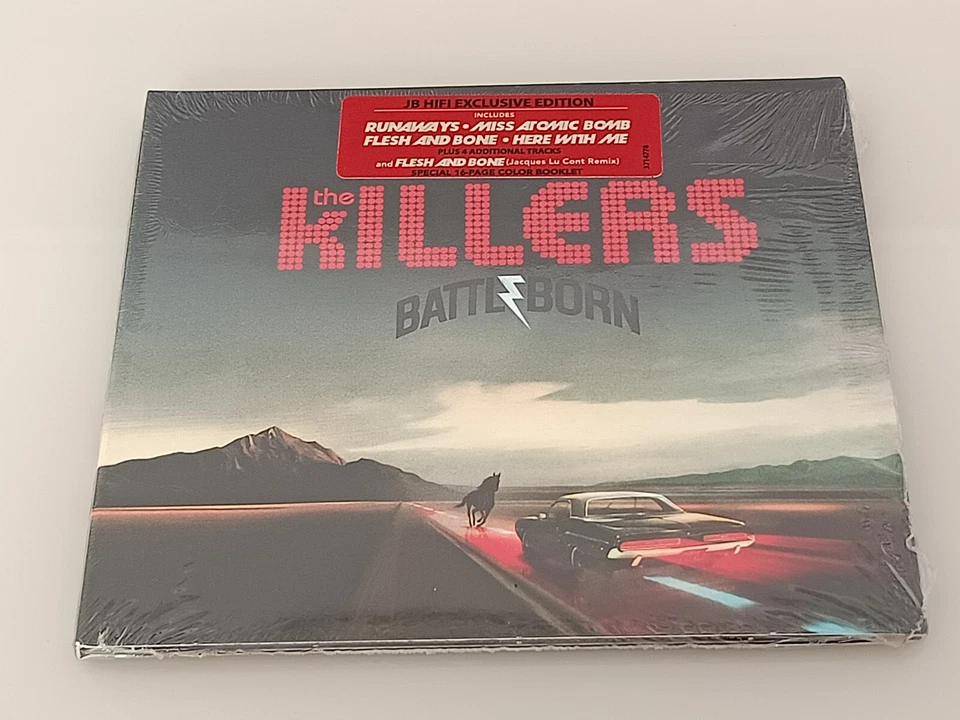 JB HIFI EXCLUSIVE EDITION
INCLUDES
RUNAWAYS • MISS ATOMIC BOMB
FLESH AND BONE • HERE WITH ME
PLUS 4 ADDITIONAL TRACKS
and FLESH AND BONE (Jacques Lu Cont Remix)
SPECIAL 16-PAGE COLOR BOOKLET
3714778
the
KILLERS
BATTLE BORN